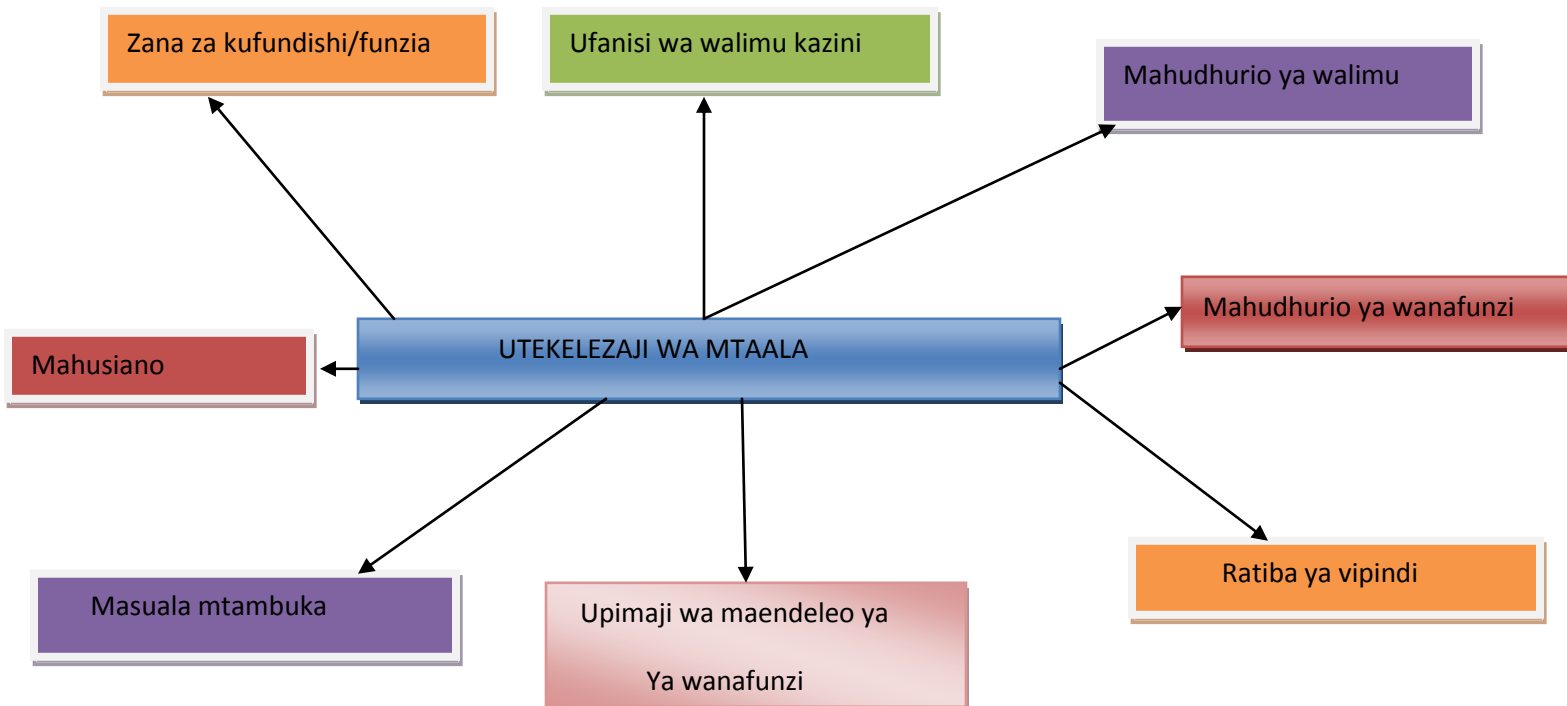 Zana za kufundishi/funzia
Ufanisi wa walimu kazini
Mahudhurio ya walimu
Mahudhurio ya wanafunzi
UTEKELEZAJI WA MTAALA
Mahusiano
Masuala mtambuka
Upimaji wa maendeleo ya
Ya wanafunzi
Ratiba ya vipindi